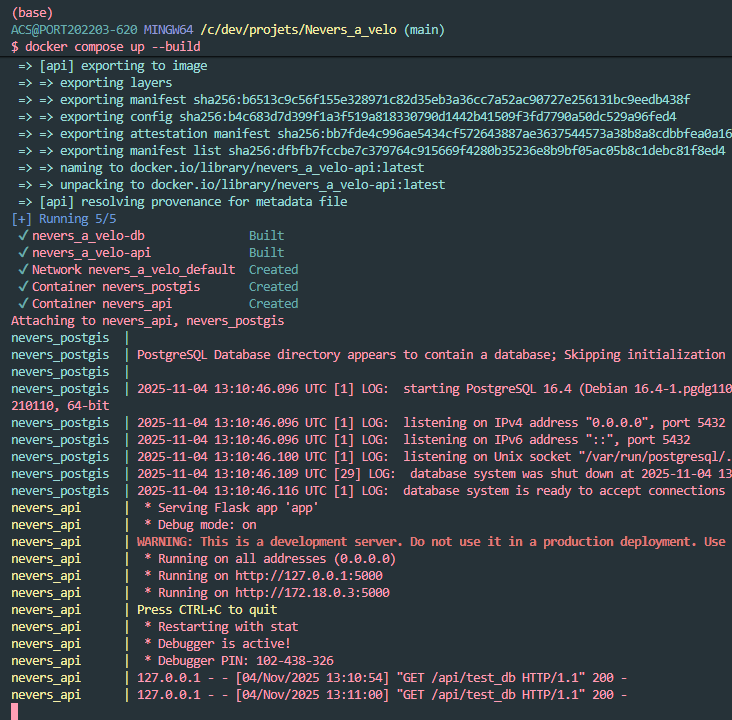 (base)
ACS@PORT202203-620 MINGW64 /c/dev/projets/Nevers_a_velo (main)
$ docker compose up --build
=> [api] exporting to image
=> => exporting layers
=> => exporting manifest sha256:b6513c9c56f155e328971c82d35eb3a36cc7a52ac90727e256131bc9eedb438f
=> => exporting config sha256:b4c683d7d399f1a3f519a818330790d1442b41509f3fd7790a50dc529a96fed4
=> => exporting attestation manifest sha256:bb7fde4c996ae5434cf572643887ae3637544573a38b8a8cdbbfea0a16
=> => exporting manifest list sha256:dfbfb7fccbe7c379764c915669f4280b35236e8b9bf05ac05b8c1debc81f8ed4
=> => naming to docker.io/library/nevers_a_velo-api:latest
=> => unpacking to docker.io/library/nevers_a_velo-api:latest
=> [api] resolving provenance for metadata file
[+] Running 5/5
✓ nevers_a_velo-db Built
✓ nevers_a_velo-api Built
✓ Network nevers_a_velo_default Created
✓ Container nevers_postgis Created
✓ Container nevers_api Created
Attaching to nevers_api, nevers_postgis
nevers_postgis |
nevers_postgis | PostgreSQL Database directory appears to contain a database; Skipping initialization
nevers_postgis |
nevers_postgis | 2025-11-04 13:10:46.096 UTC [1] LOG: starting PostgreSQL 16.4 (Debian 16.4-1.pgdg110
210110, 64-bit
nevers_postgis | 2025-11-04 13:10:46.096 UTC [1] LOG: listening on IPv4 address "0.0.0.0", port 5432
nevers_postgis | 2025-11-04 13:10:46.096 UTC [1] LOG: listening on IPv6 address "::", port 5432
nevers_postgis | 2025-11-04 13:10:46.100 UTC [1] LOG: listening on Unix socket "/var/run/postgresql/.
nevers_postgis | 2025-11-04 13:10:46.109 UTC [29] LOG: database system was shut down at 2025-11-04 13
nevers_postgis | 2025-11-04 13:10:46.116 UTC [1] LOG: database system is ready to accept connections
nevers_api | * Serving Flask app 'app'
nevers_api | * Debug mode: on
nevers_api | WARNING: This is a development server. Do not use it in a production deployment. Use
nevers_api | * Running on all addresses (0.0.0.0)
nevers_api | * Running on http://127.0.0.1:5000
nevers_api | * Running on http://172.18.0.3:5000
nevers_api | Press CTRL+C to quit
nevers_api | * Restarting with stat
nevers_api | * Debugger is active!
nevers_api | * Debugger PIN: 102-438-326
nevers_api | 127.0.0.1 - - [04/Nov/2025 13:10:54] "GET /api/test_db HTTP/1.1" 200 -
nevers_api | 127.0.0.1 - - [04/Nov/2025 13:11:00] "GET /api/test_db HTTP/1.1" 200 -